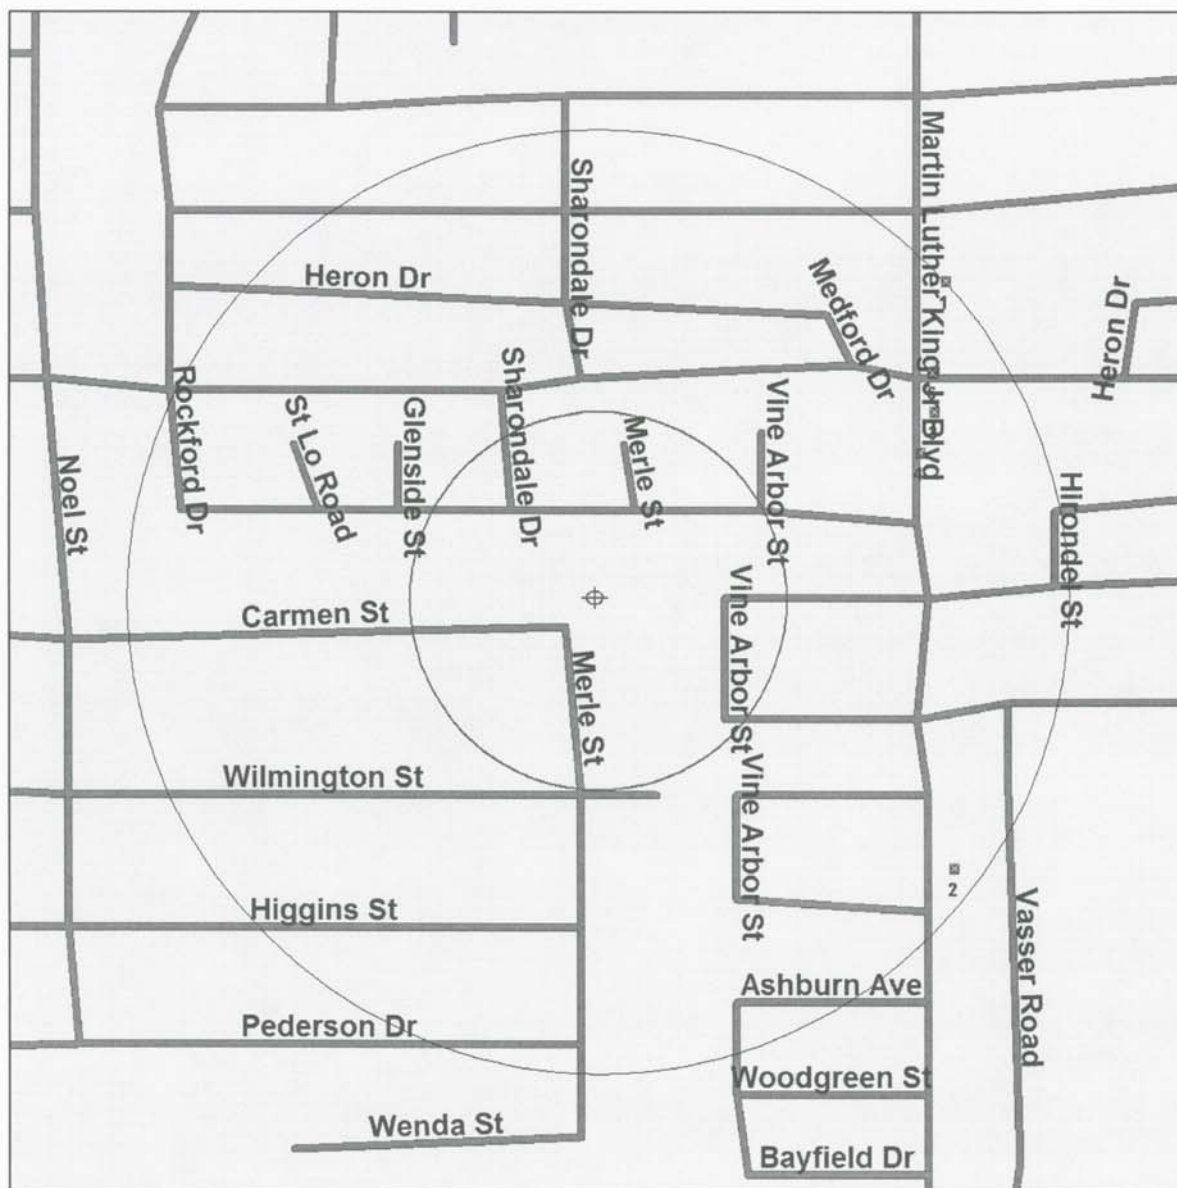 Martin Luther King Jr Blvd
Sharondale Dr
Heron Dr
Medford Dr
Heron Dr
Rockford Dr
St Lo Road
Glenside St
Sharondale Dr
Merle St
Vine Arbor St
Noel St
Hirondel St
Carmen St
Vine Arbor St
Merle St
Wilmington St
Vine Arbor St
2
Higgins St
Vasser Road
Ashburn Ave
Pederson Dr
Woodgreen St
Wenda St
Bayfield Dr